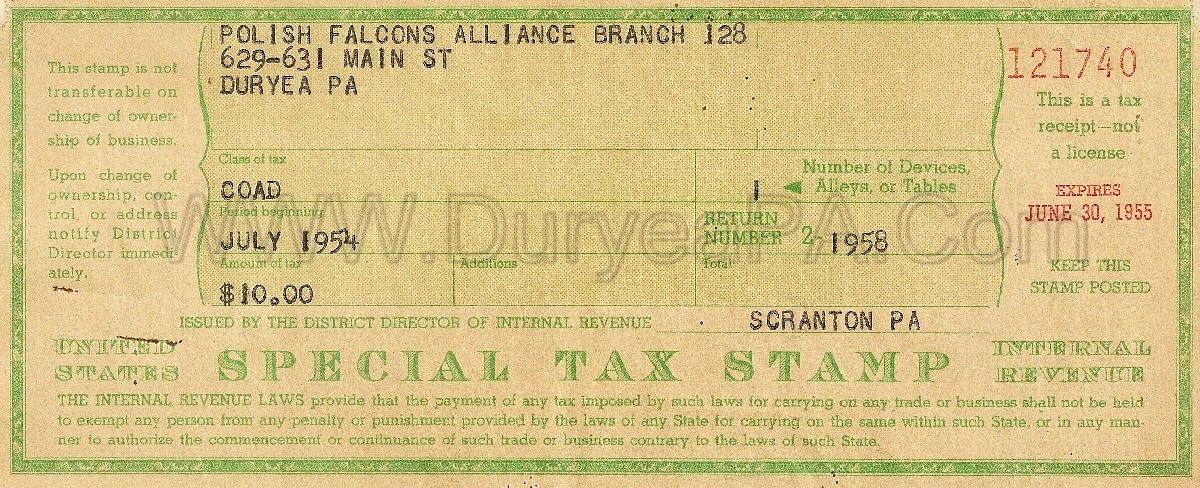 POLISH FALCONS ALLIANCE BRANCH 128
629-631 MAIN ST
DURYEA PA
This stamp is not
transferable on
change of owner-
ship of business.
Upon change of
ownership, con-
trol, or address
notify District
Director immedi-
ately.
121740
This is a tax
receipt—not
a license
EXPIRES
JUNE 30, 1955
KEEP THIS
STAMP POSTED
Class of tax
COAD
1 ◄ Number of Devices,
Alleys, or Tables
Period beginning
JULY 1954
RETURN
NUMBER 2-1958
Amount of tax
$10.00
Additions
Total
WWW.DuryeaPA.Com
ISSUED BY THE DISTRICT DIRECTOR OF INTERNAL REVENUE SCRANTON PA
UNITED
STATES
SPECIAL TAX STAMP
INTERNAL
REVENUE
THE INTERNAL REVENUE LAWS provide that the payment of any tax imposed by such laws for carrying on any trade or business shall not be held
to exempt any person from any penalty or punishment provided by the laws of any State for carrying on the same within such State, or in any man-
ner to authorize the commencement or continuance of such trade or business contrary to the laws of such State.